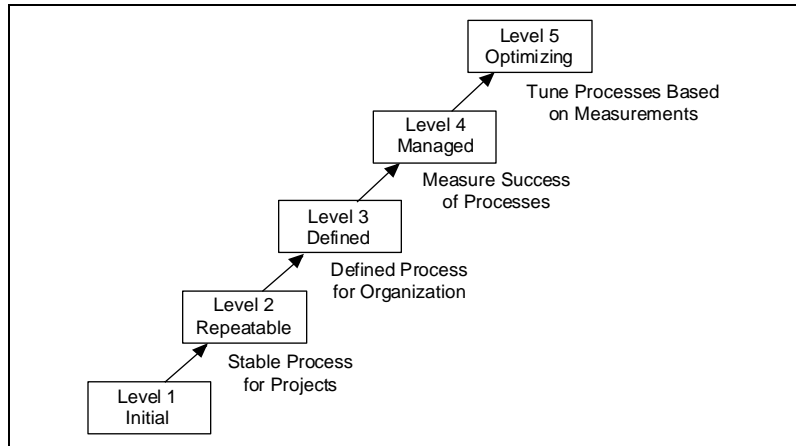 Level 5
Optimizing
Tune Processes Based
on Measurements
Level 4
Managed
Measure Success
of Processes
Level 3
Defined
Defined Process
for Organization
Level 2
Repeatable
Stable Process
for Projects
Level 1
Initial